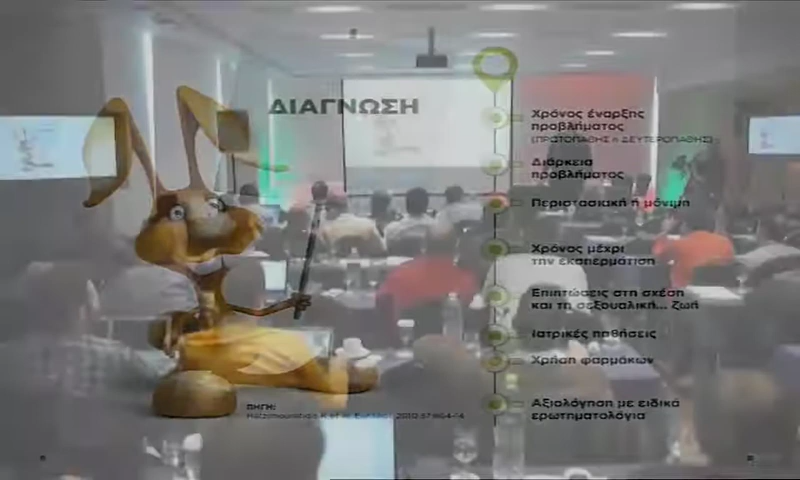 ΔΙΑΓΝΩΣΗ
Χρόνος έναρξης
προβλήματος
(ΠΡΩΤΟΠΑΘΗΣ ή ΔΕΥΤΕΡΟΠΑΘΗΣ)
Διάρκεια
προβλήματος
Περιστασιακή ή μόνιμη
Χρόνος μέχρι
την εκσπερμάτιση
Επιπτώσεις στη σχέση
και τη σεξουαλική... ζωή
Ιατρικές παθήσεις
Χρήση φαρμάκων
Αξιολόγηση με ειδικά
ερωτηματολόγια
ΠΗΓΗ: